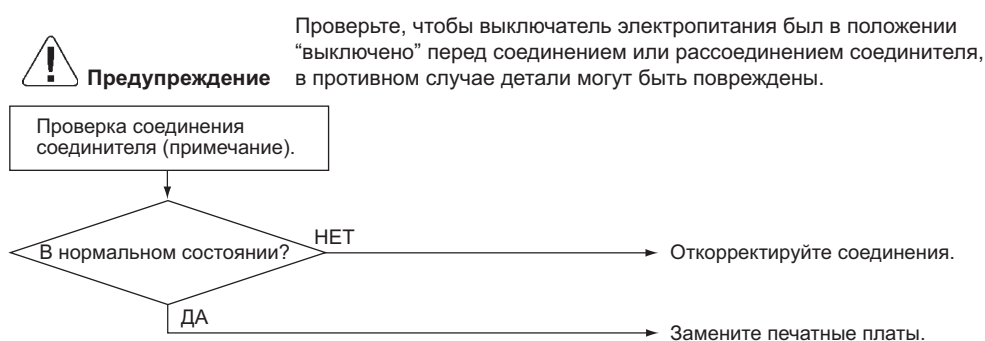 Проверьте, чтобы выключатель электропитания был в положении
“выключено” перед соединением или рассоединением соединителя,
Предупреждение в противном случае детали могут быть повреждены.
Проверка соединения
соединителя (примечание).
В нормальном состоянии?
НЕТ
Откорректируйте соединения.
ДА
Замените печатные платы.